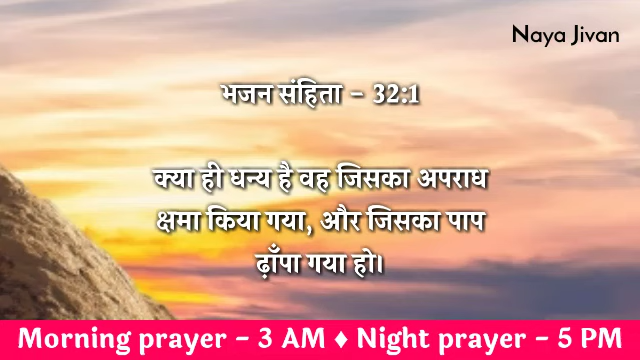 Naya Jivan
भजन संहिता - 32:1
क्या ही धन्य है वह जिसका अपराध
क्षमा किया गया, और जिसका पाप
ढ़ाँपा गया हो।
Morning prayer - 3 AM ♦ Night prayer - 5 PM